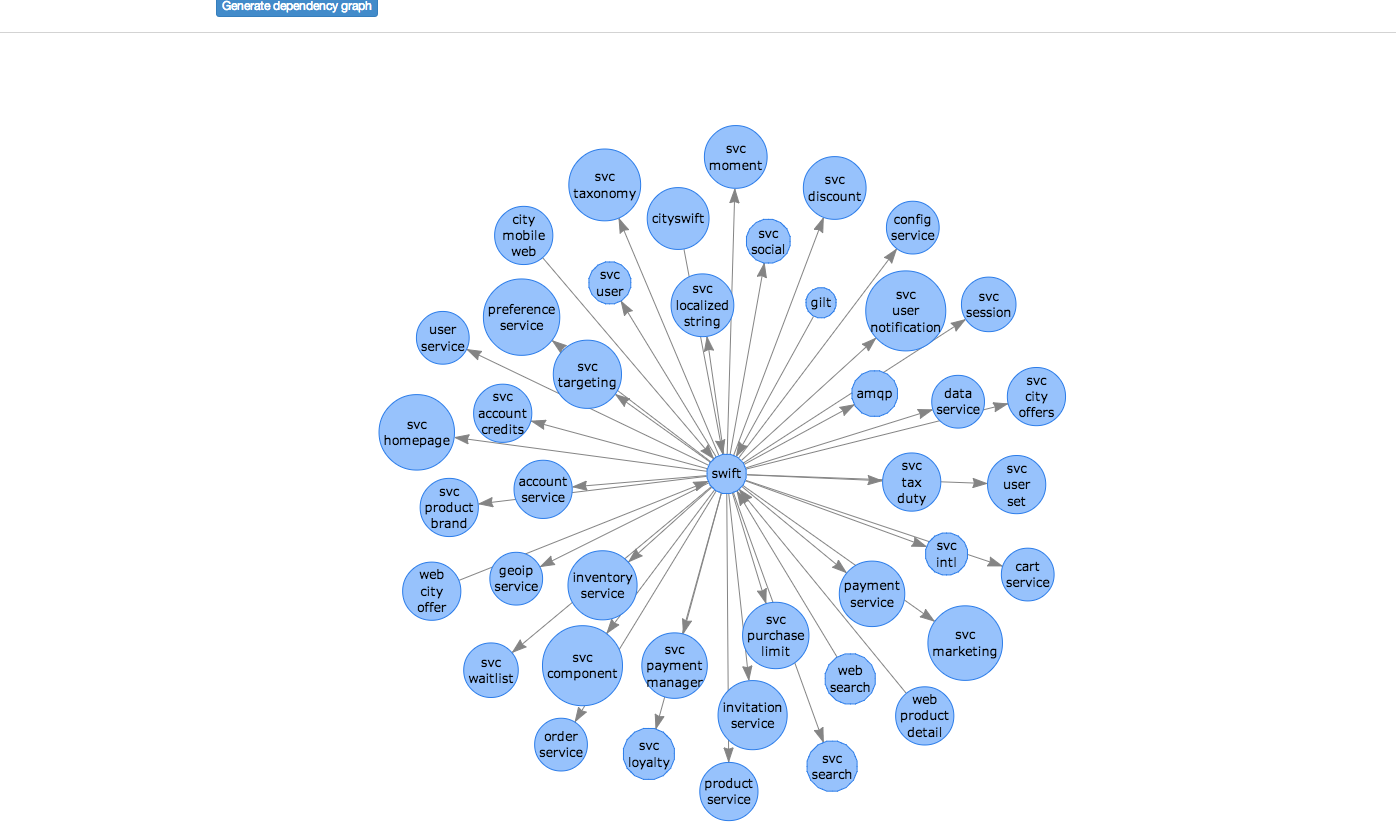 Generate dependency graph
svc
moment
svc
taxonomy
svc
discount
cityswift
city
mobile
web
config
service
svc
social
svc
user
svc
localized
string
gilt
svc
user
notification
svc
session
preference
service
user
service
svc
targeting
amqp
data
service
svc
city
offers
svc
account
credits
svc
homepage
swift
svc
tax
duty
svc
user
set
account
service
svc
product
brand
svc
intl
cart
service
web
city
offer
geoip
service
inventory
service
payment
service
svc
purchase
limit
svc
marketing
svc
waitlist
svc
component
svc
payment
manager
web
search
invitation
service
web
product
detail
order
service
svc
loyalty
svc
search
product
service